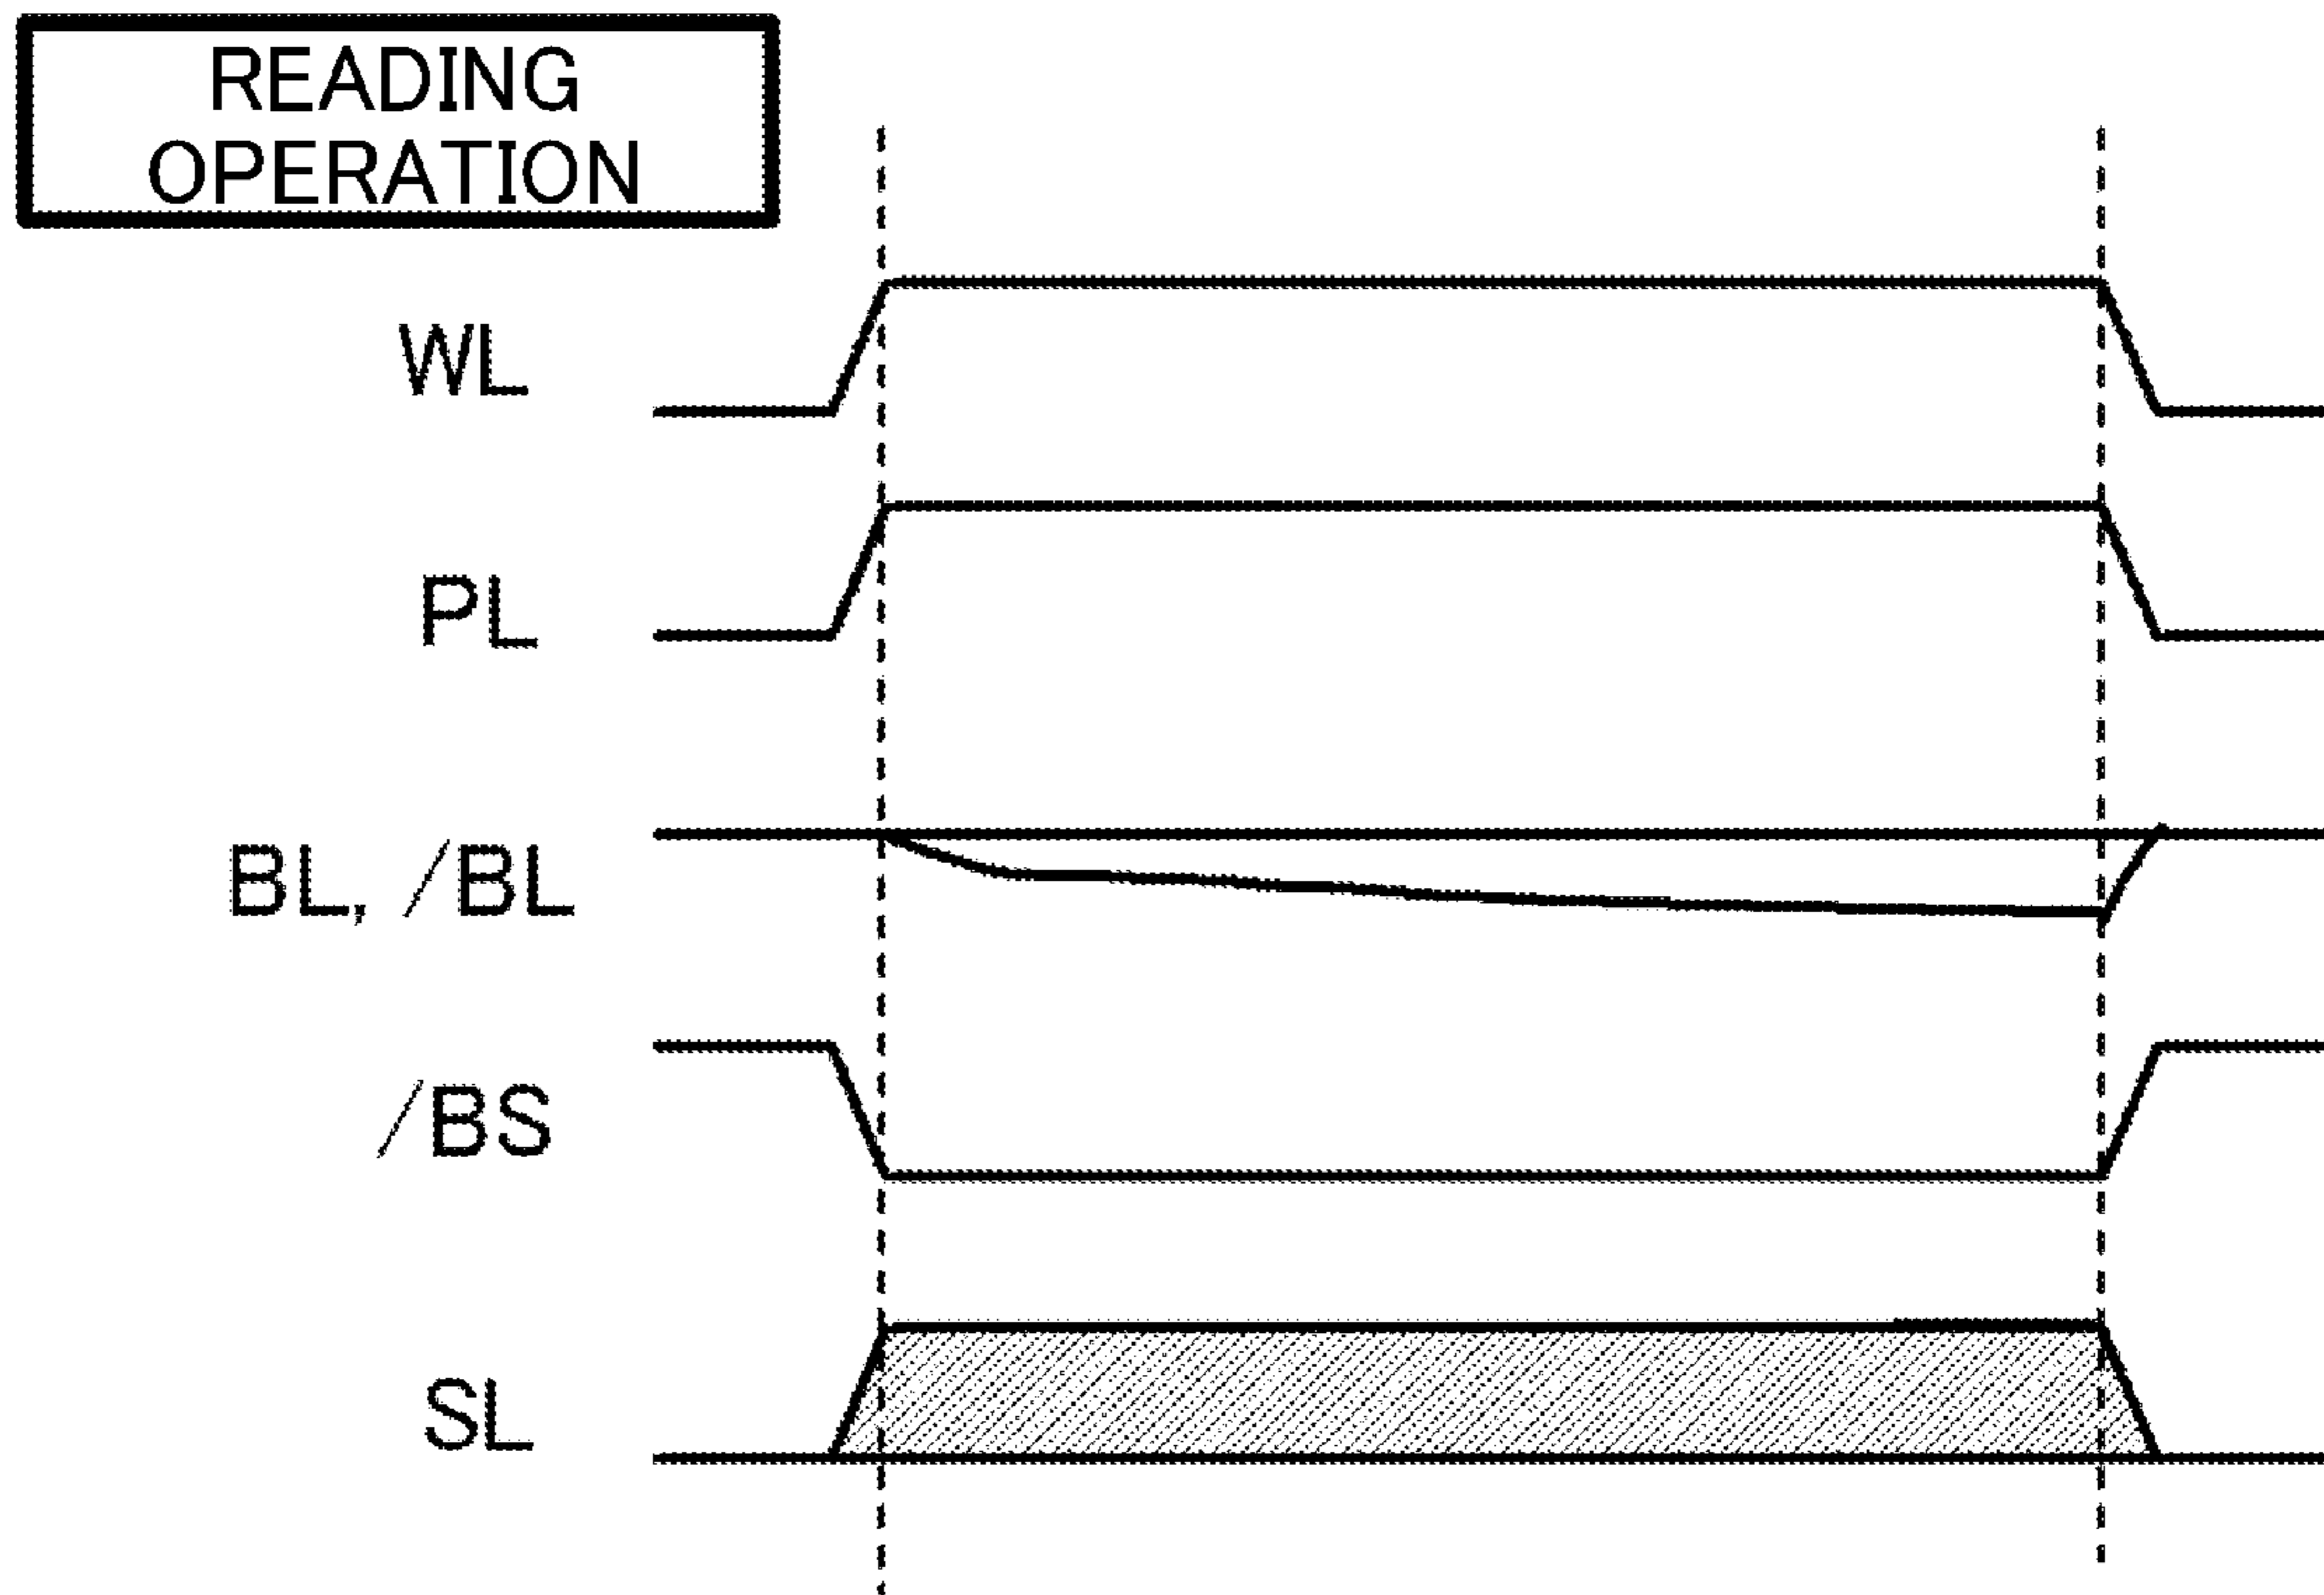 READING
OPERATION
WL
PL
BL, /BL
/BS
SL